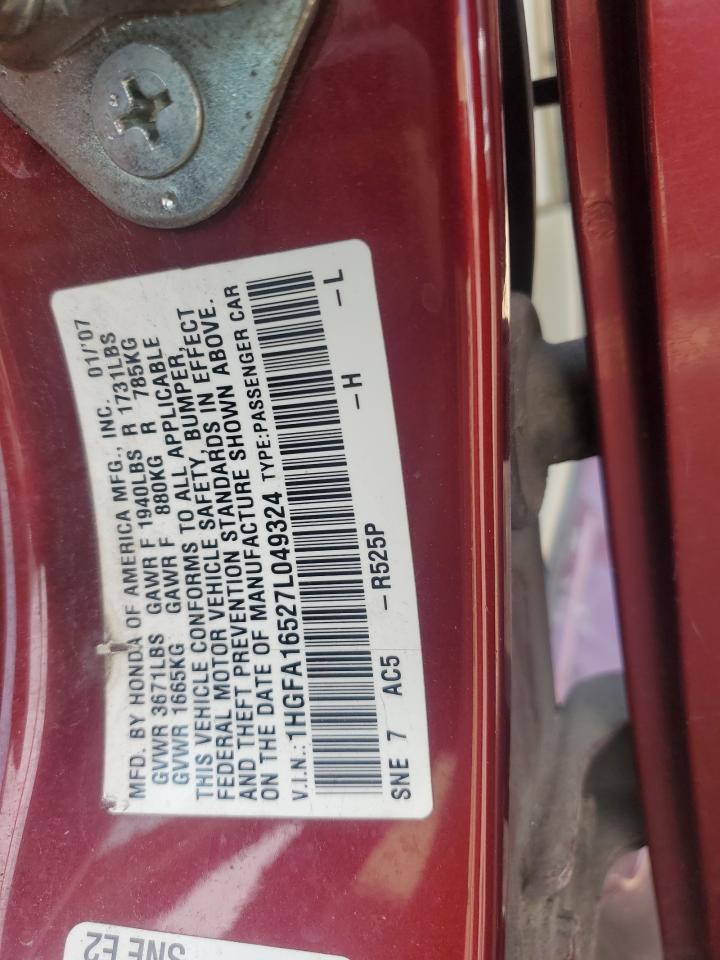 MFD. BY HONDA OF AMERICA MFG., INC. 01/'07
GVWR 3671LBS GAWR F 1940LBS R 1731LBS
GVWR 1665KG GAWR F 880KG R 785KG
THIS VEHICLE CONFORMS TO ALL APPLICABLE
FEDERAL MOTOR VEHICLE SAFETY, BUMPER,
AND THEFT PREVENTION STANDARDS IN EFFECT
ON THE DATE OF MANUFACTURE SHOWN ABOVE.
V.I.N.:1HGFA16527L049324 TYPE:PASSENGER CAR
SNE 7 AC5 – R525P – H – L
SNE E2